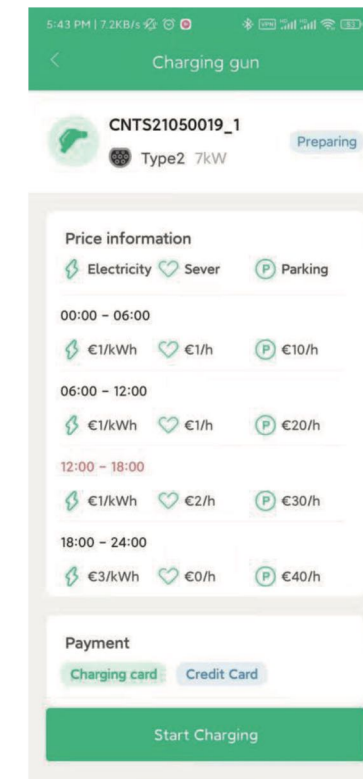 5:43 PM | 7.2KB/s
Charging gun
CNTS21050019_1
Preparing
Type2 7kW
Price information
Electricity Sever P Parking
00:00 – 06:00
€1/kWh €1/h P €10/h
06:00 – 12:00
€1/kWh €1/h P €20/h
12:00 – 18:00
€1/kWh €2/h P €30/h
18:00 – 24:00
€3/kWh €0/h P €40/h
Payment
Charging card Credit Card
Start Charging